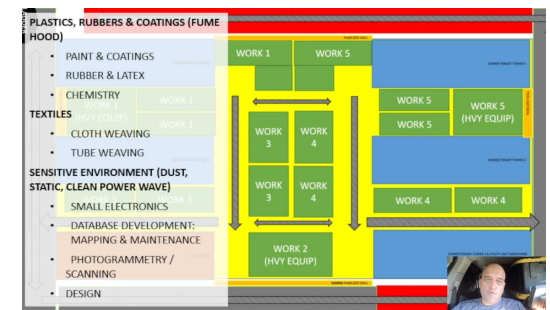 PLASTICS, RUBBERS & COATINGS (FUME
HOOD)
• PAINT & COATINGS
• RUBBER & LATEX
• CHEMISTRY
TEXTILES
• CLOTH WEAVING
• TUBE WEAVING
SENSITIVE ENVIRONMENT (DUST,
STATIC, CLEAN POWER WAVE)
• SMALL ELECTRONICS
• DATABASE DEVELOPMENT:
MAPPING & MAINTENANCE
• PHOTOGRAMMETRY /
SCANNING
• DESIGN
WORK 1
WORK 1
WORK 1
WORK 1
WORK 5
WORK
3
WORK
4
WORK
3
WORK
4
WORK 2
(HVY EQUIP)
WORK 5
WORK 5
WORK 5
(HVY EQUIP)
WORK 4
WORK 4